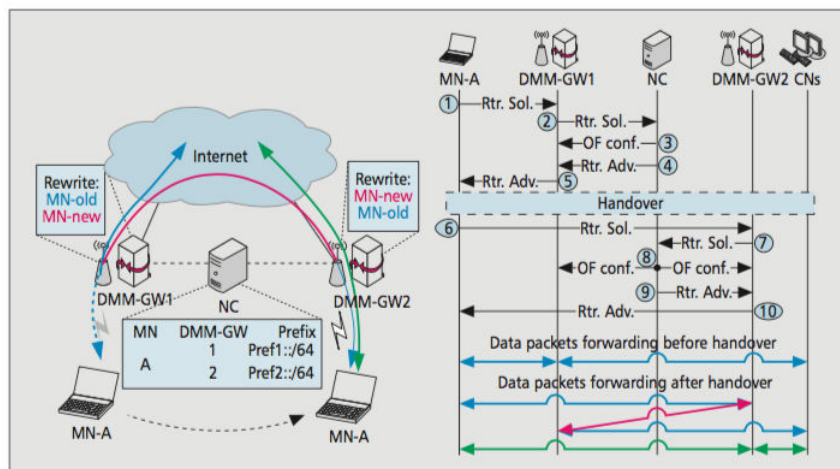 Internet
Rewrite:
MN-old
MN-new
Rewrite:
MN-new
MN-old
DMM-GW1
NC
DMM-GW2
MN DMM-GW Prefix
A
1 Pref1::/64
2 Pref2::/64
MN-A
MN-A
MN-A DMM-GW1 NC DMM-GW2 CNs
1 Rtr. Sol.
2 Rtr. Sol.
OF conf. 3
Rtr. Adv. 4
Rtr. Adv. 5
Handover
6 Rtr. Sol.
Rtr. Sol. 7
8
OF conf. OF conf.
9 Rtr. Adv.
Rtr. Adv. 10
Data packets forwarding before handover
Data packets forwarding after handover